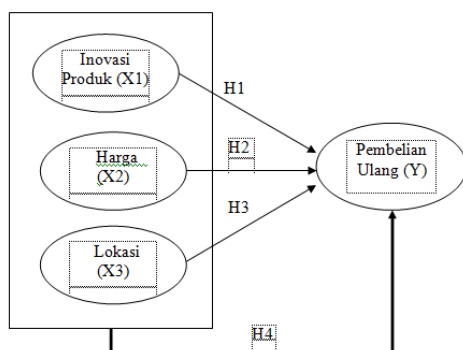 Inovasi
Produk (X1)
H1
H2
Harga
(X2)
Pembelian
Ulang (Y)
H3
Lokasi
(X3)
H4